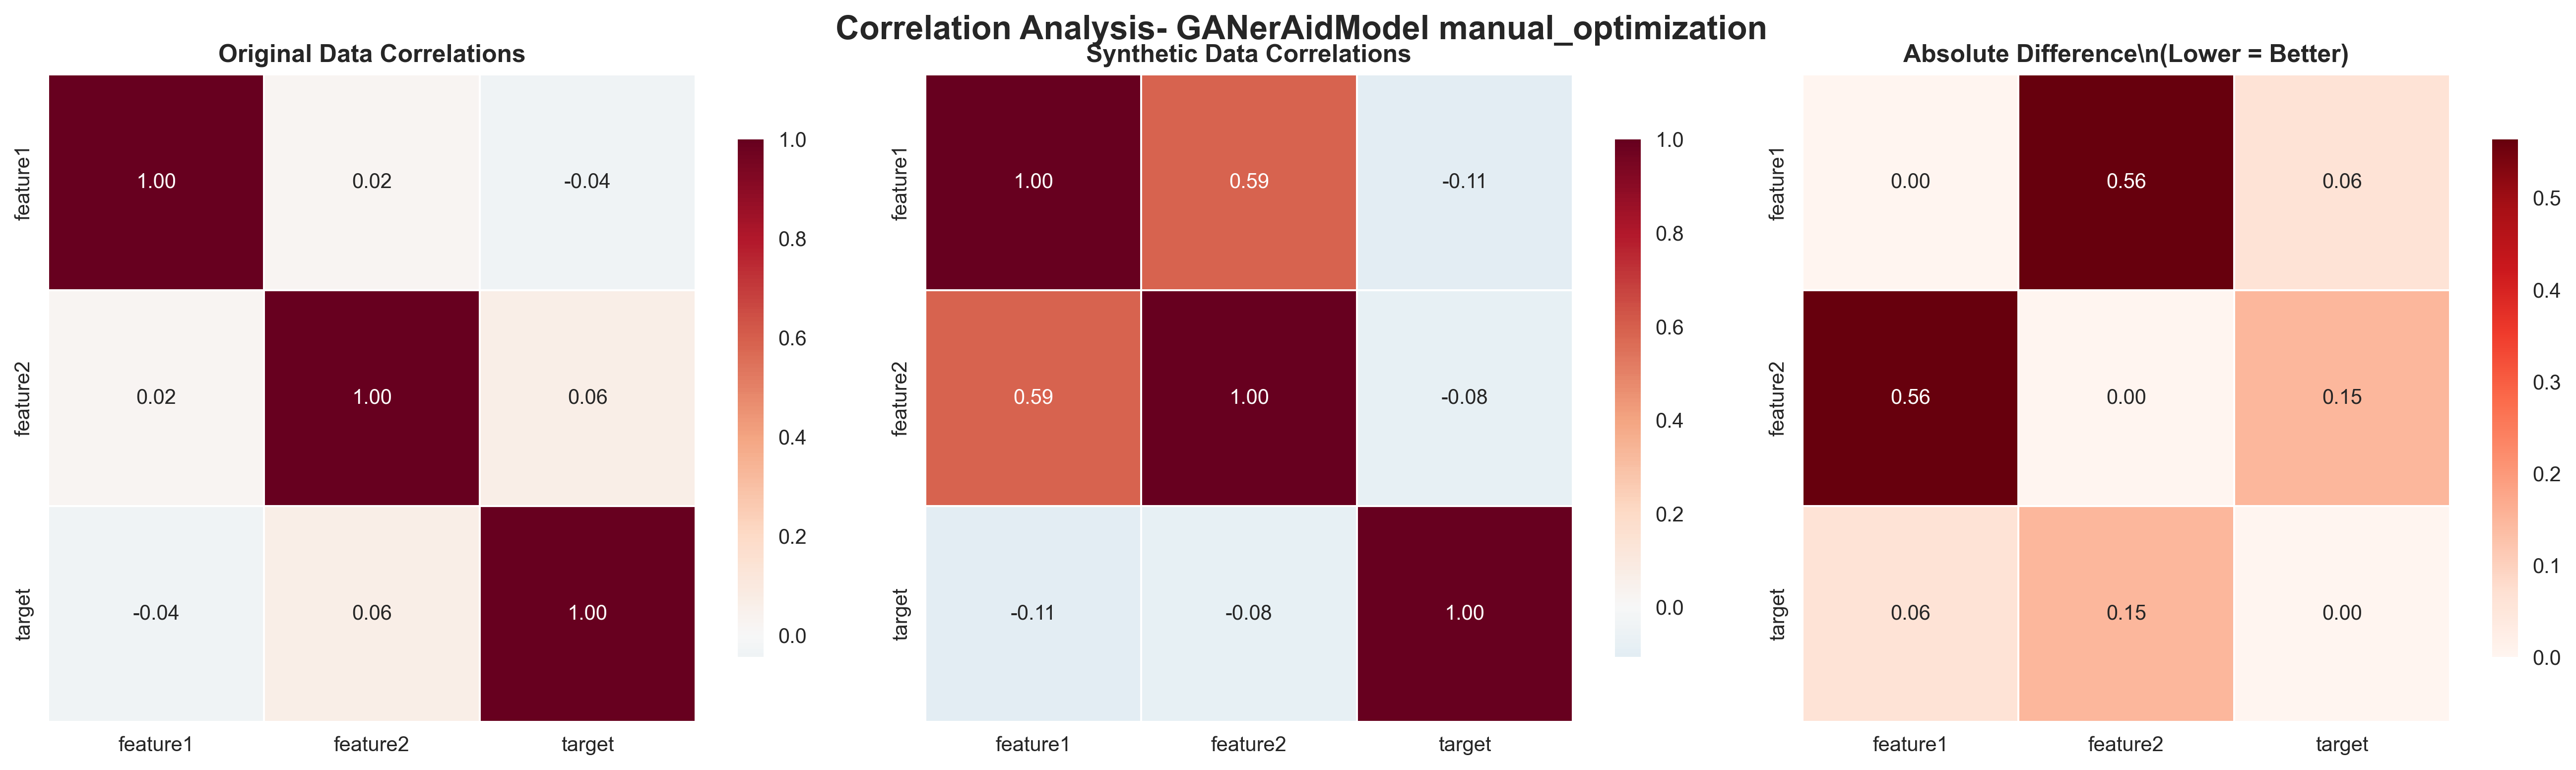 Correlation Analysis- GANerAidModel manual_optimization
Original Data Correlations
feature1
feature2
target
1.00 0.02 -0.04
0.02 1.00 0.06
-0.04 0.06 1.00
feature1 feature2 target
1.0
0.8
0.6
0.4
0.2
0.0
Synthetic Data Correlations
feature1
feature2
target
1.00 0.59 -0.11
0.59 1.00 -0.08
-0.11 -0.08 1.00
feature1 feature2 target
1.0
0.8
0.6
0.4
0.2
0.0
Absolute Difference\n(Lower = Better)
feature1
feature2
target
0.00 0.56 0.06
0.56 0.00 0.15
0.06 0.15 0.00
feature1 feature2 target
0.5
0.4
0.3
0.2
0.1
0.0